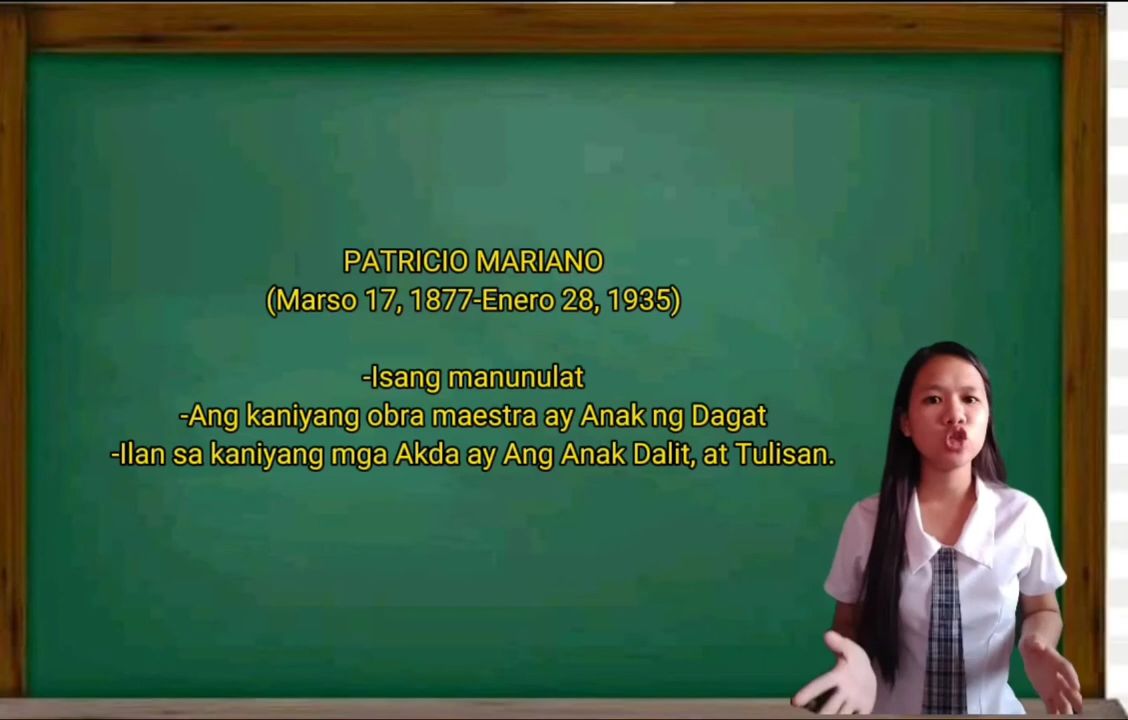 PATRICIO MARIANO
(Marso 17, 1877-Enero 28, 1935)
-Isang manunulat
-Ang kaniyang obra maestra ay Anak ng Dagat
-Ilan sa kaniyang mga Akda ay Ang Anak Dalit, at Tulisan.